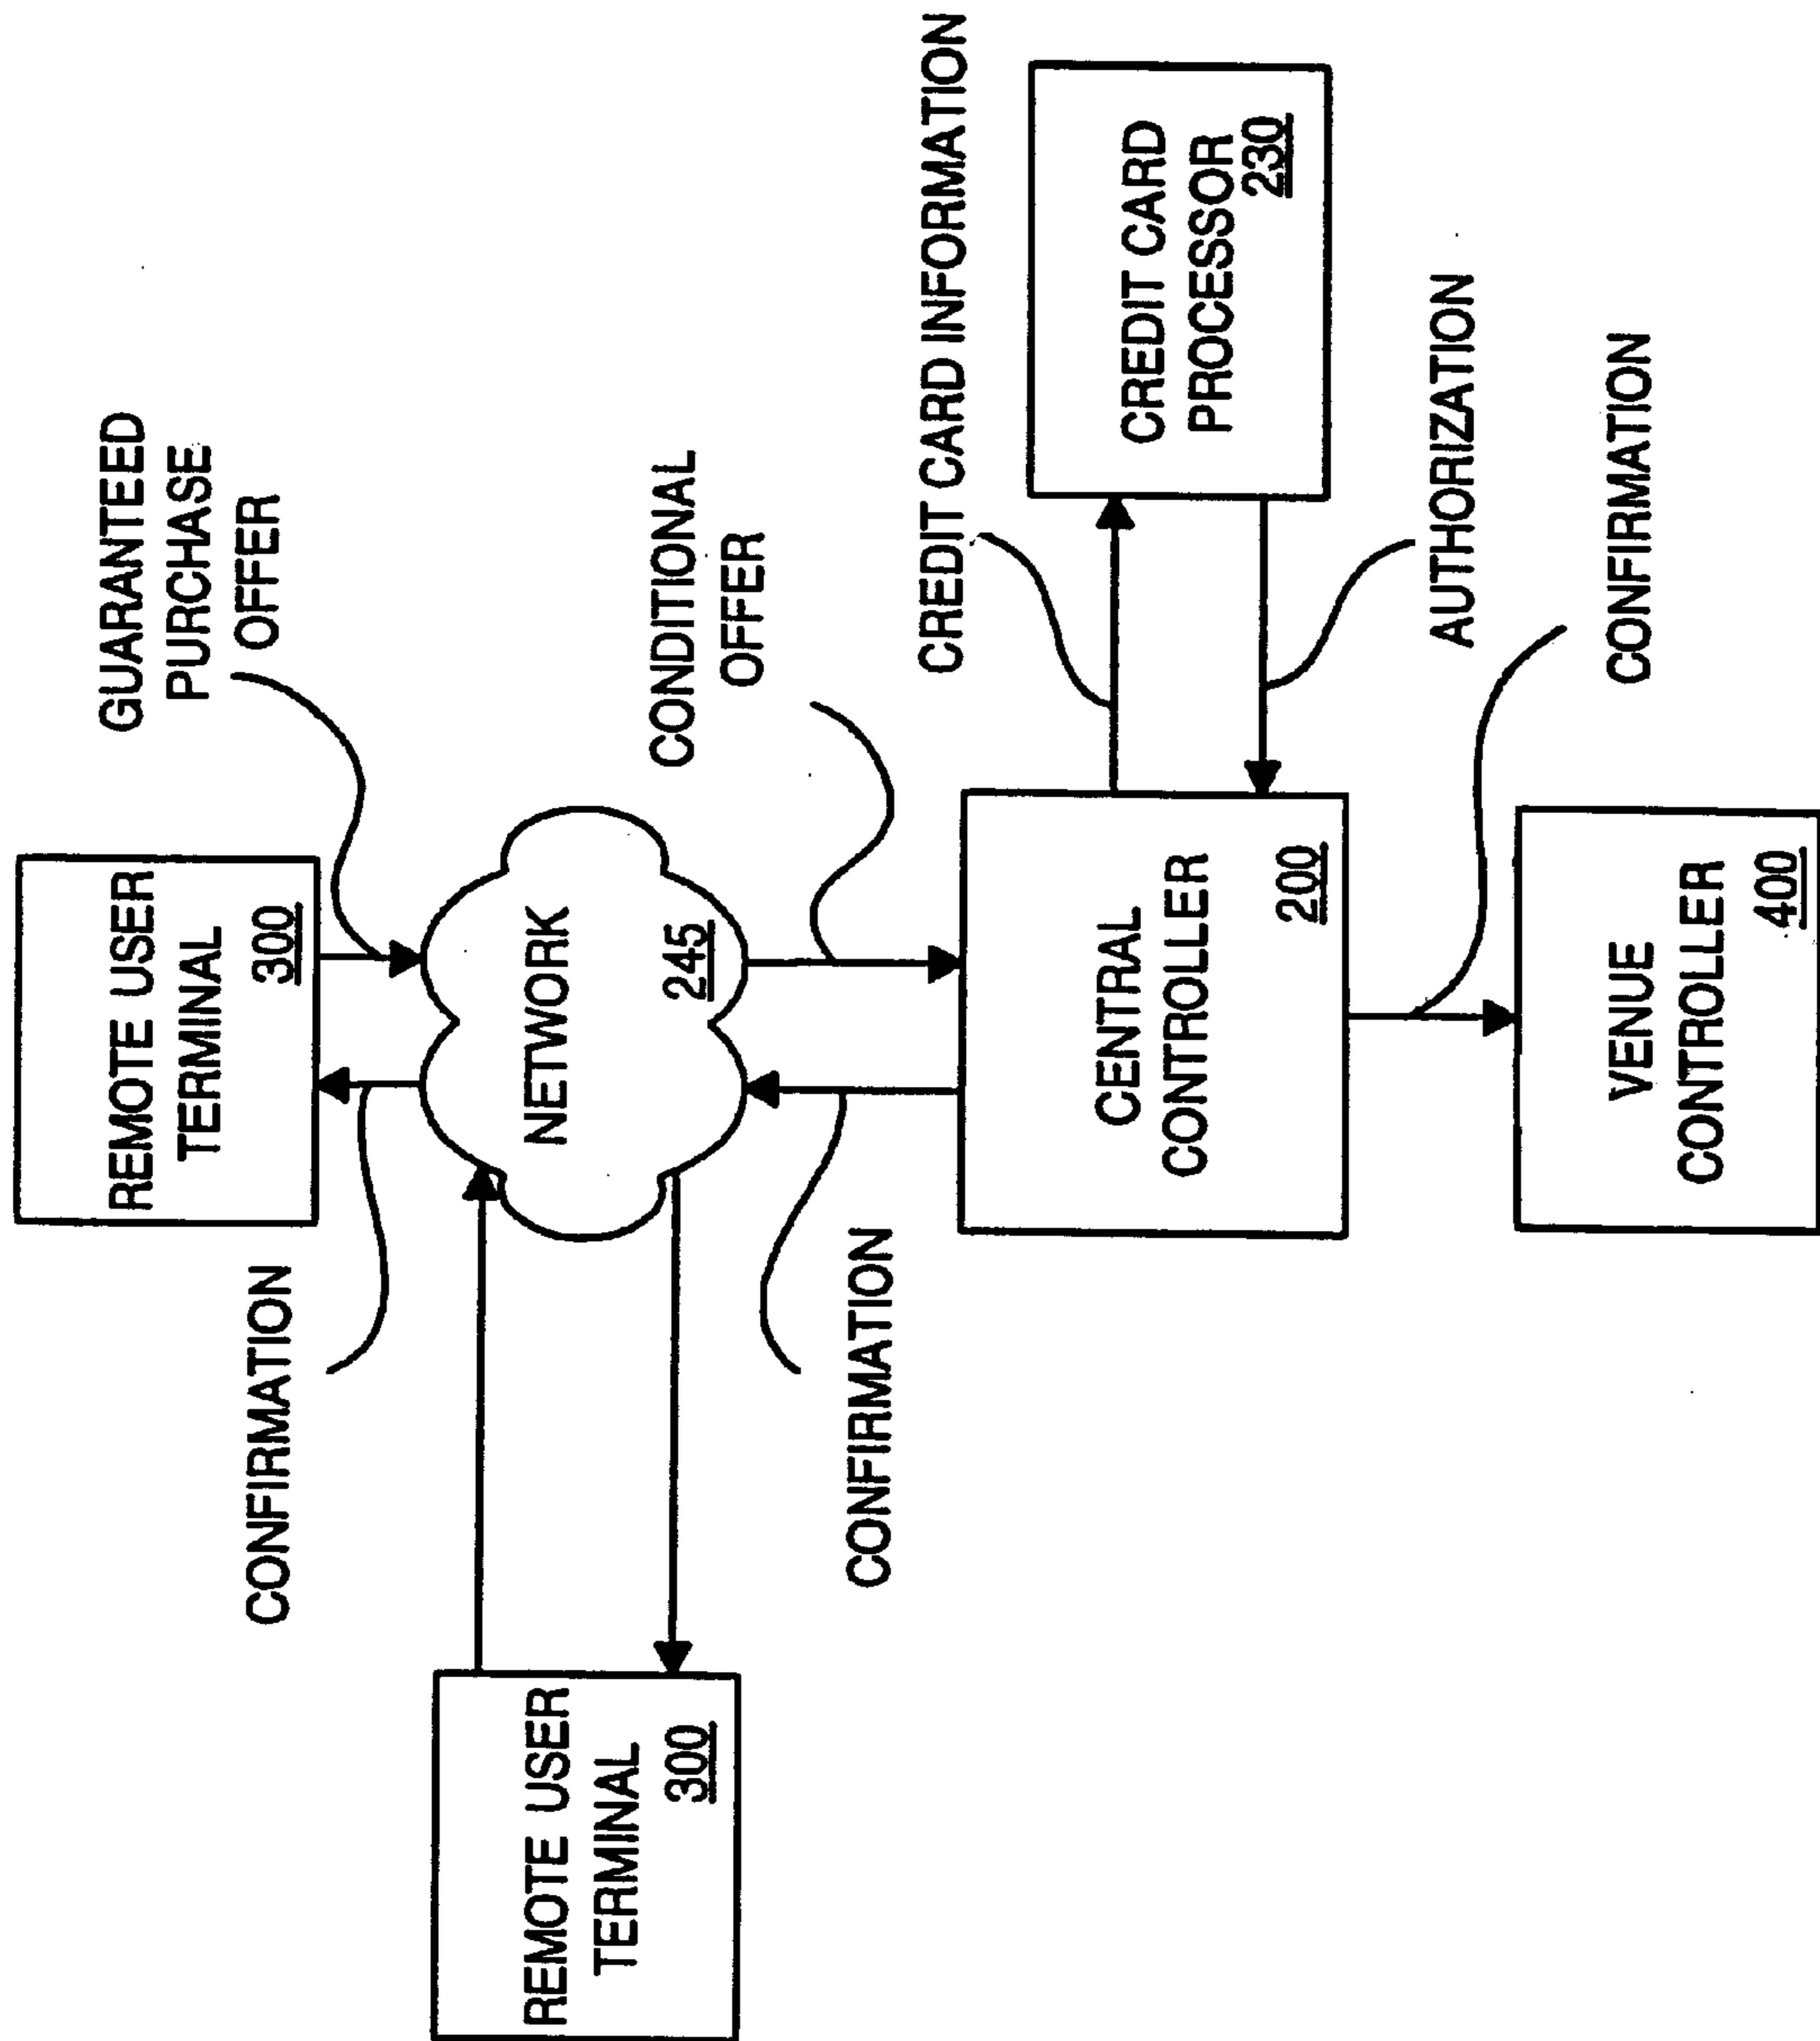 GUARANTEED
PURCHASE
OFFER
REMOTE USER
TERMINAL
300
CONFIRMATION
CONDITIONAL
OFFER
NETWORK
245
REMOTE USER
TERMINAL
300
CONFIRMATION
CREDIT CARD INFORMATION
CREDIT CARD
PROCESSOR
230
CENTRAL
CONTROLLER
200
AUTHORIZATION
CONFIRMATION
VENUE
CONTROLLER
400